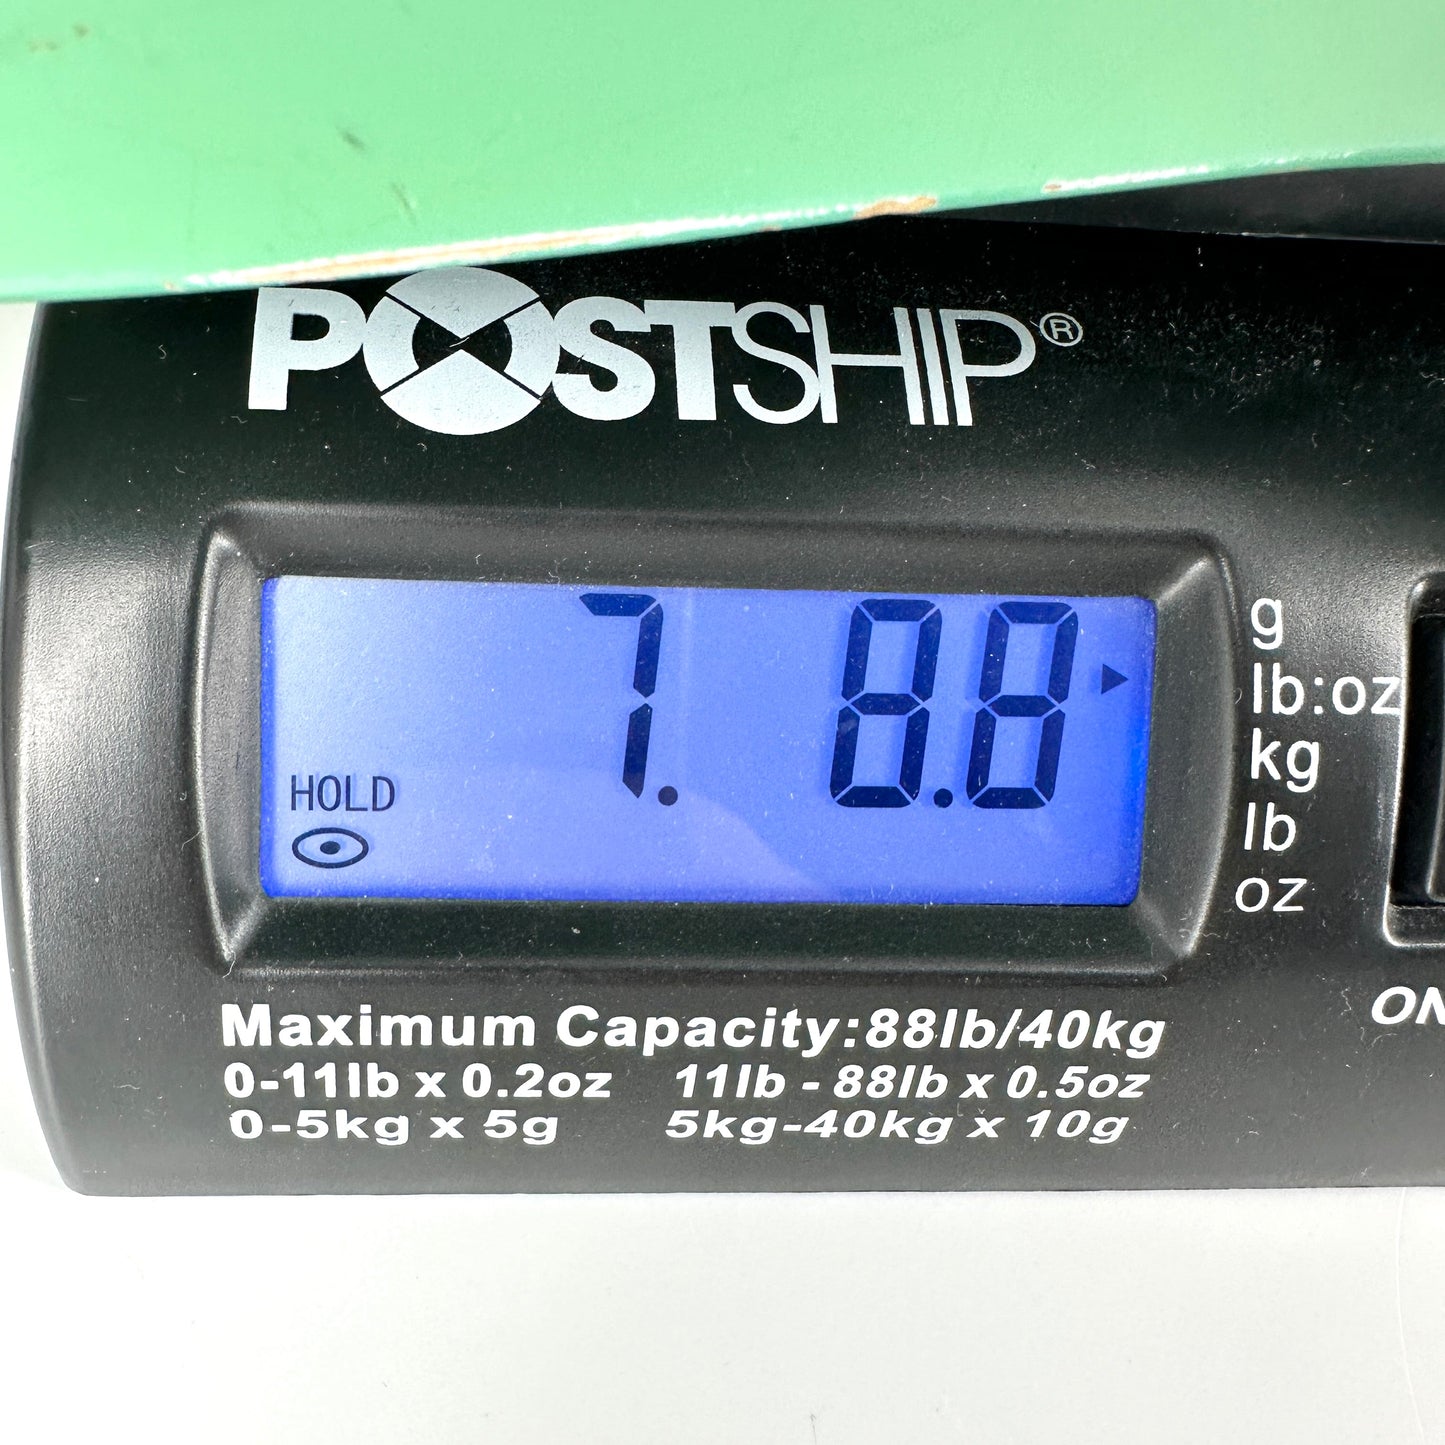 POSTSHIP®
7. 8.8
HOLD
g
lb:oz
kg
lb
oz
ON
Maximum Capacity:88lb/40kg
0-11lb x 0.2oz 11lb - 88lb x 0.5oz
0-5kg x 5g 5kg-40kg x 10g